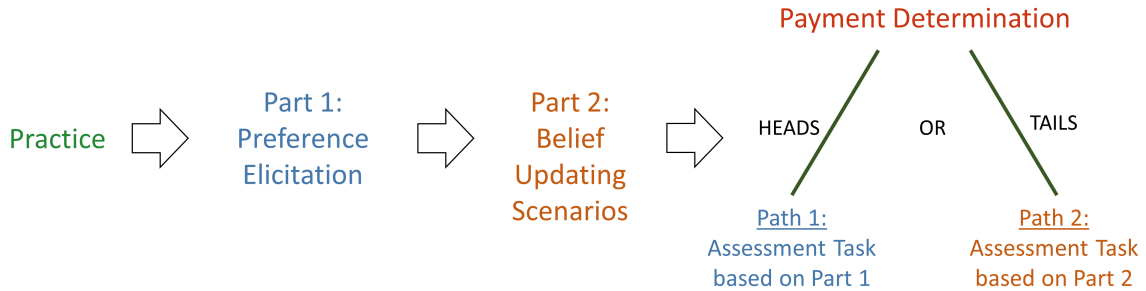 Practice
Part 1:
Preference
Elicitation
Part 2:
Belief
Updating
Scenarios
Payment Determination
HEADS
OR
TAILS
Path 1:
Assessment Task
based on Part 1
Path 2:
Assessment Task
based on Part 2